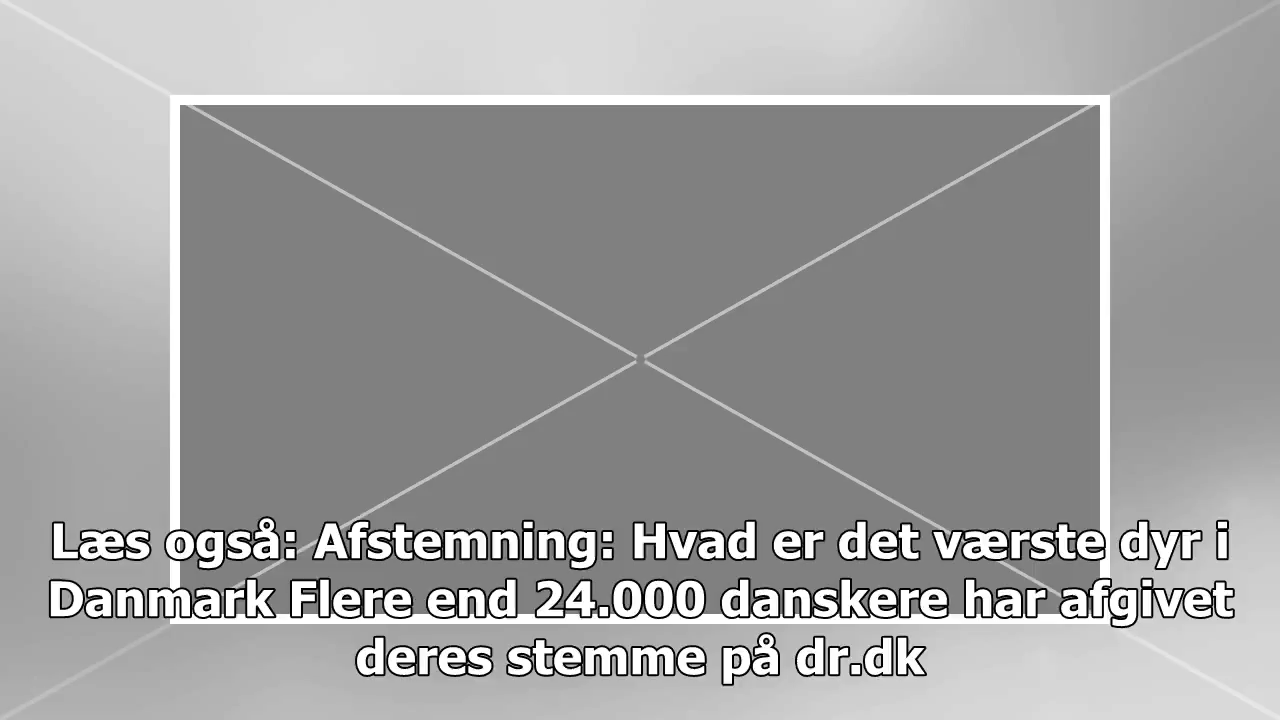 Læs også: Afstemning: Hvad er det værste dyr i
Danmark Flere end 24.000 danskere har afgivet
deres stemme på dr.dk